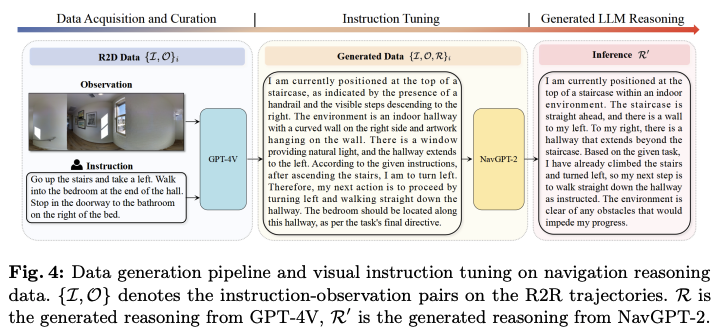 Data Acquisition and Curation
Instruction Tuning
Generated LLM Reasoning
R2D Data {I, O}ᵢ
Observation
Instruction
Go up the stairs and take a left. Walk
into the bedroom at the end of the hall.
Stop in the doorway to the bathroom
on the right of the bed.
GPT-4V
Generated Data {I, O, R}ᵢ
I am currently positioned at the top of a
staircase, as indicated by the presence of a
handrail and the visible steps descending to the
right. The environment is an indoor hallway
with a curved wall on the right side and artwork
hanging on the wall. There is a window
providing natural light, and the hallway extends
to the left. According to the given instructions,
after ascending the stairs, I am to turn left.
Therefore, my next action is to proceed by
turning left and walking straight down the
hallway. The bedroom should be located along
this hallway, as per the task's final directive.
NavGPT-2
Inference R′
I am currently positioned at the
top of a staircase within an indoor
environment. The staircase is
straight ahead, and there is a wall
to my left. To my right, there is a
hallway that extends beyond the
staircase. Based on the given task,
I have already climbed the stairs
and turned left, so my next step is
to walk straight down the hallway
as instructed. The environment is
clear of any obstacles that would
impede my progress.
Fig. 4: Data generation pipeline and visual instruction tuning on navigation reasoning
data. {I, O} denotes the instruction-observation pairs on the R2R trajectories. R is
the generated reasoning from GPT-4V, R′ is the generated reasoning from NavGPT-2.